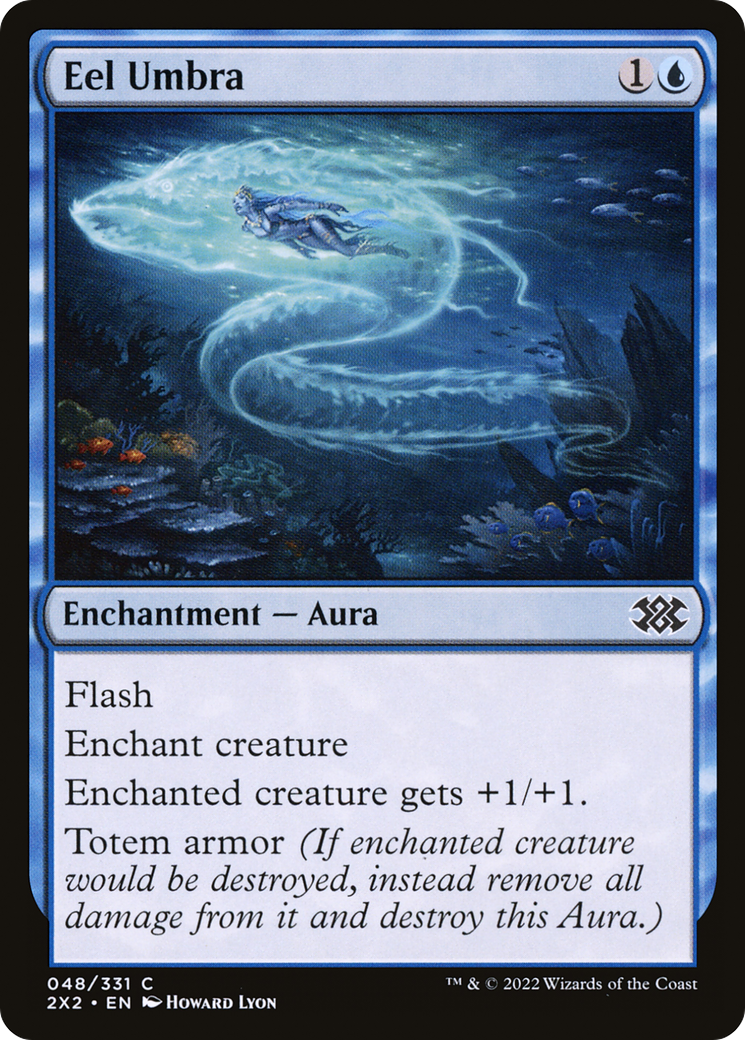 Eel Umbra 1
Enchantment — Aura
Flash
Enchant creature
Enchanted creature gets +1/+1.
Totem armor (If enchanted creature
would be destroyed, instead remove all
damage from it and destroy this Aura.)
048/331 C
2X2 • EN Howard Lyon
™ & © 2022 Wizards of the Coast